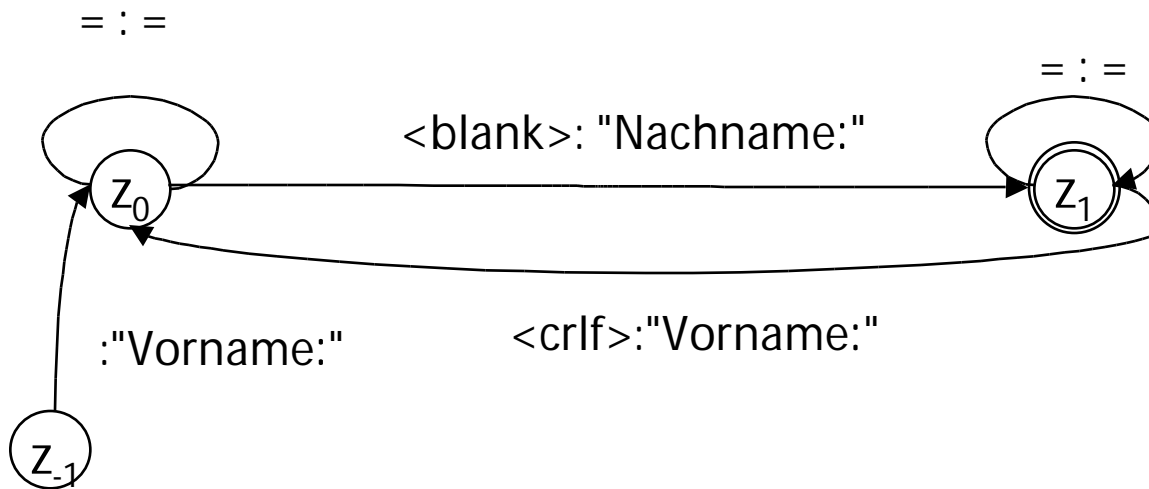 = : =
= : =
<blank>: "Nachname:"
z0
z1
:"Vorname:"
<crlf>:"Vorname:"
z-1